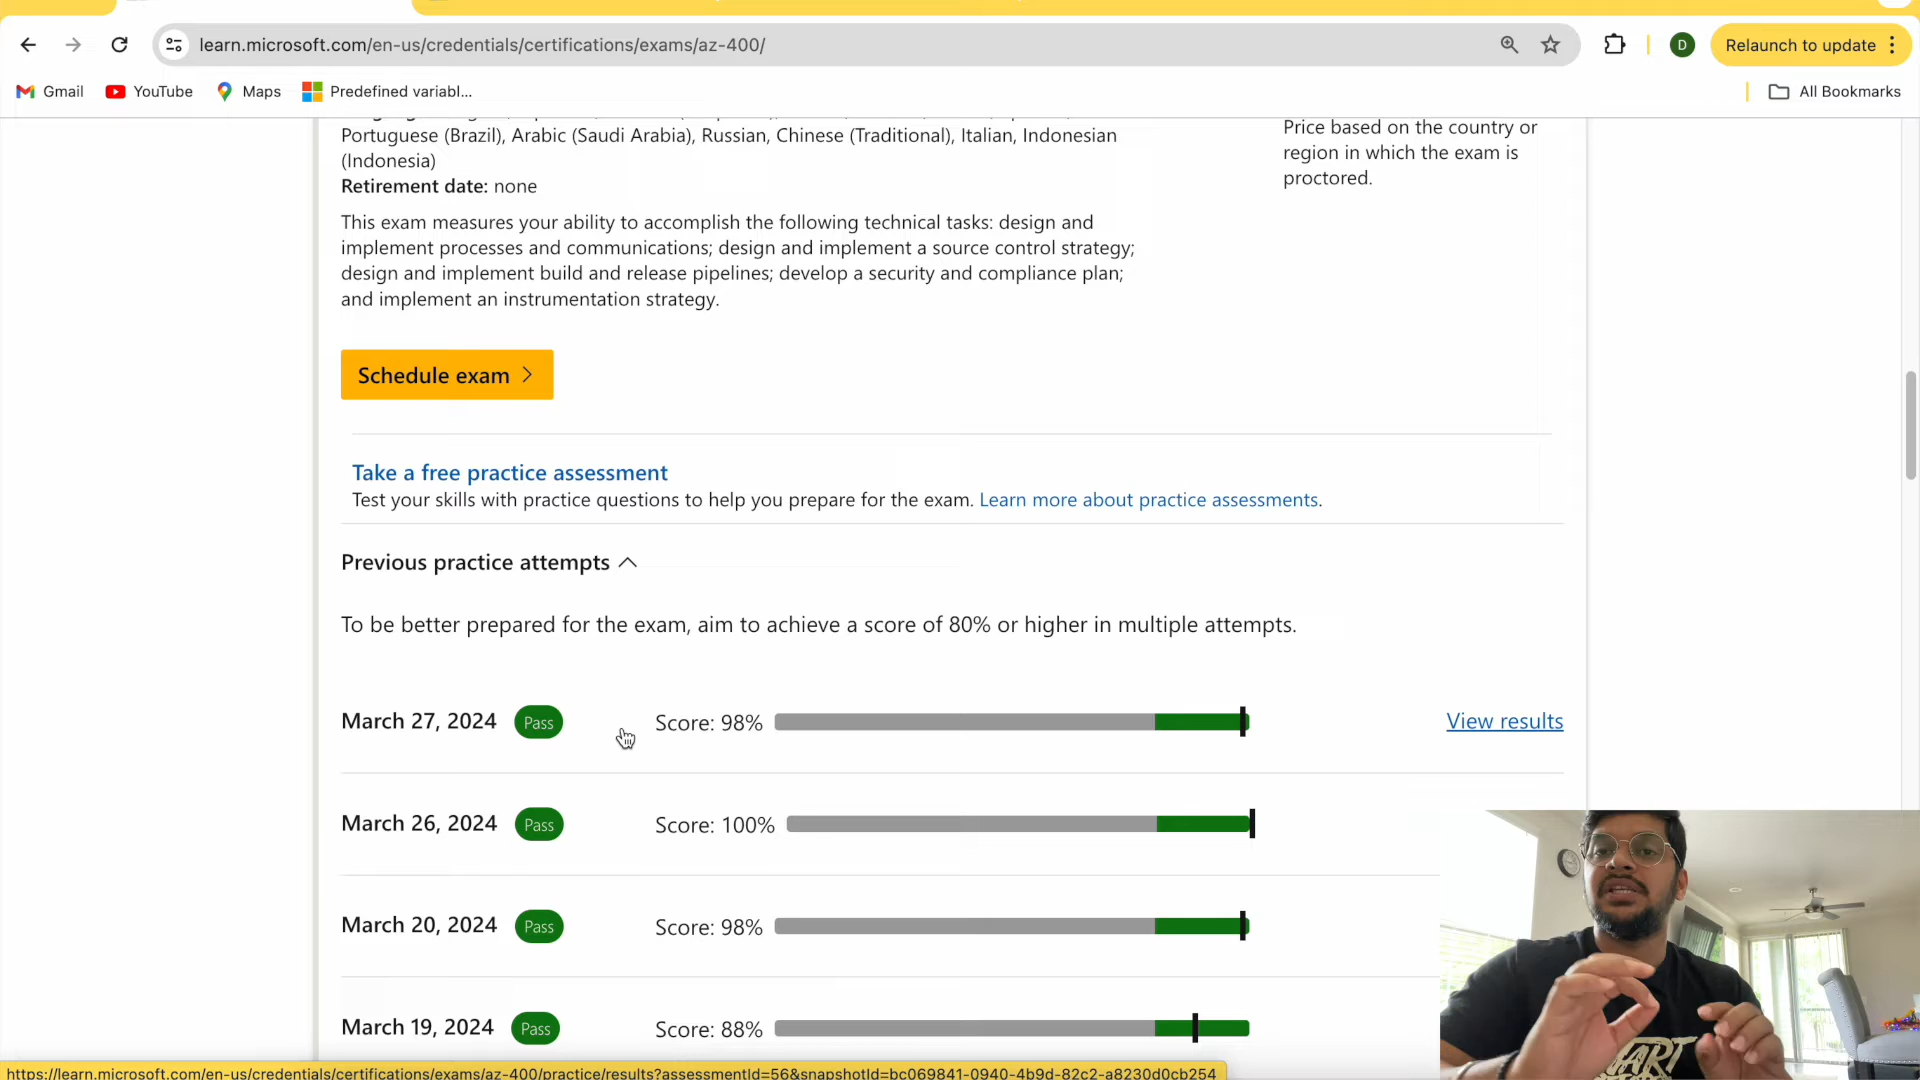 learn.microsoft.com/en-us/credentials/certifications/exams/az-400/
D
Relaunch to update
Gmail
YouTube
Maps
Predefined variabl...
All Bookmarks
Portuguese (Brazil), Arabic (Saudi Arabia), Russian, Chinese (Traditional), Italian, Indonesian
(Indonesia)
Retirement date: none
Price based on the country or
region in which the exam is
proctored.
This exam measures your ability to accomplish the following technical tasks: design and
implement processes and communications; design and implement a source control strategy;
design and implement build and release pipelines; develop a security and compliance plan;
and implement an instrumentation strategy.
Schedule exam
Take a free practice assessment
Test your skills with practice questions to help you prepare for the exam. Learn more about practice assessments.
Previous practice attempts
To be better prepared for the exam, aim to achieve a score of 80% or higher in multiple attempts.
March 27, 2024 Pass Score: 98% View results
March 26, 2024 Pass Score: 100%
March 20, 2024 Pass Score: 98%
March 19, 2024 Pass Score: 88%
https://learn.microsoft.com/en-us/credentials/certifications/exams/az-400/practice/results?assessmentId=56&snapshotId=bc069841-0940-4b9d-82c2-a8230d0cb254